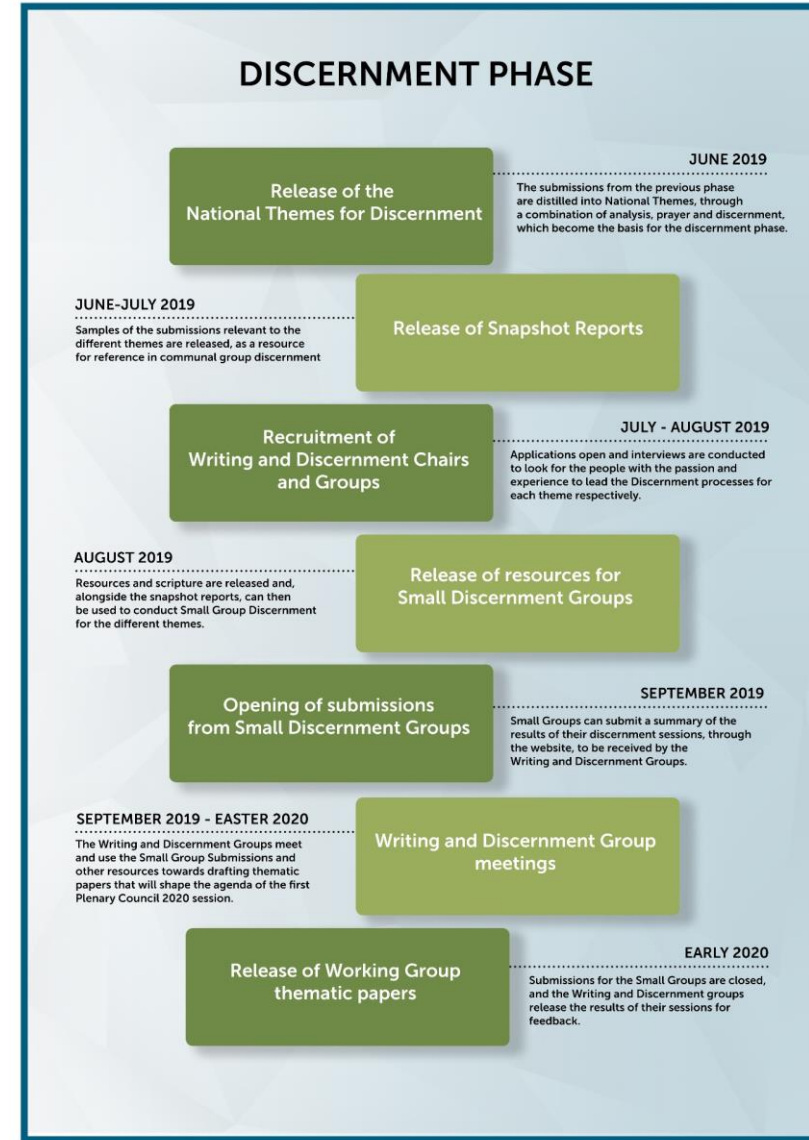 DISCERNMENT PHASE
Release of the
National Themes for Discernment
JUNE 2019
The submissions from the previous phase
are distilled into National Themes, through
a combination of analysis, prayer and discernment,
which become the basis for the discernment phase.
JUNE-JULY 2019
Samples of the submissions relevant to the
different themes are released, as a resource
for reference in communal group discernment
Release of Snapshot Reports
Recruitment of
Writing and Discernment Chairs
and Groups
JULY - AUGUST 2019
Applications open and interviews are conducted
to look for the people with the passion and
experience to lead the Discernment processes for
each theme respectively.
AUGUST 2019
Resources and scripture are released and,
alongside the snapshot reports, can then
be used to conduct Small Group Discernment
for the different themes.
Release of resources for
Small Discernment Groups
Opening of submissions
from Small Discernment Groups
SEPTEMBER 2019
Small Groups can submit a summary of the
results of their discernment sessions, through
the website, to be received by the
Writing and Discernment Groups.
SEPTEMBER 2019 - EASTER 2020
The Writing and Discernment Groups meet
and use the Small Group Submissions and
other resources towards drafting thematic
papers that will shape the agenda of the first
Plenary Council 2020 session.
Writing and Discernment Group
meetings
Release of Working Group
thematic papers
EARLY 2020
Submissions for the Small Groups are closed,
and the Writing and Discernment groups
release the results of their sessions for
feedback.